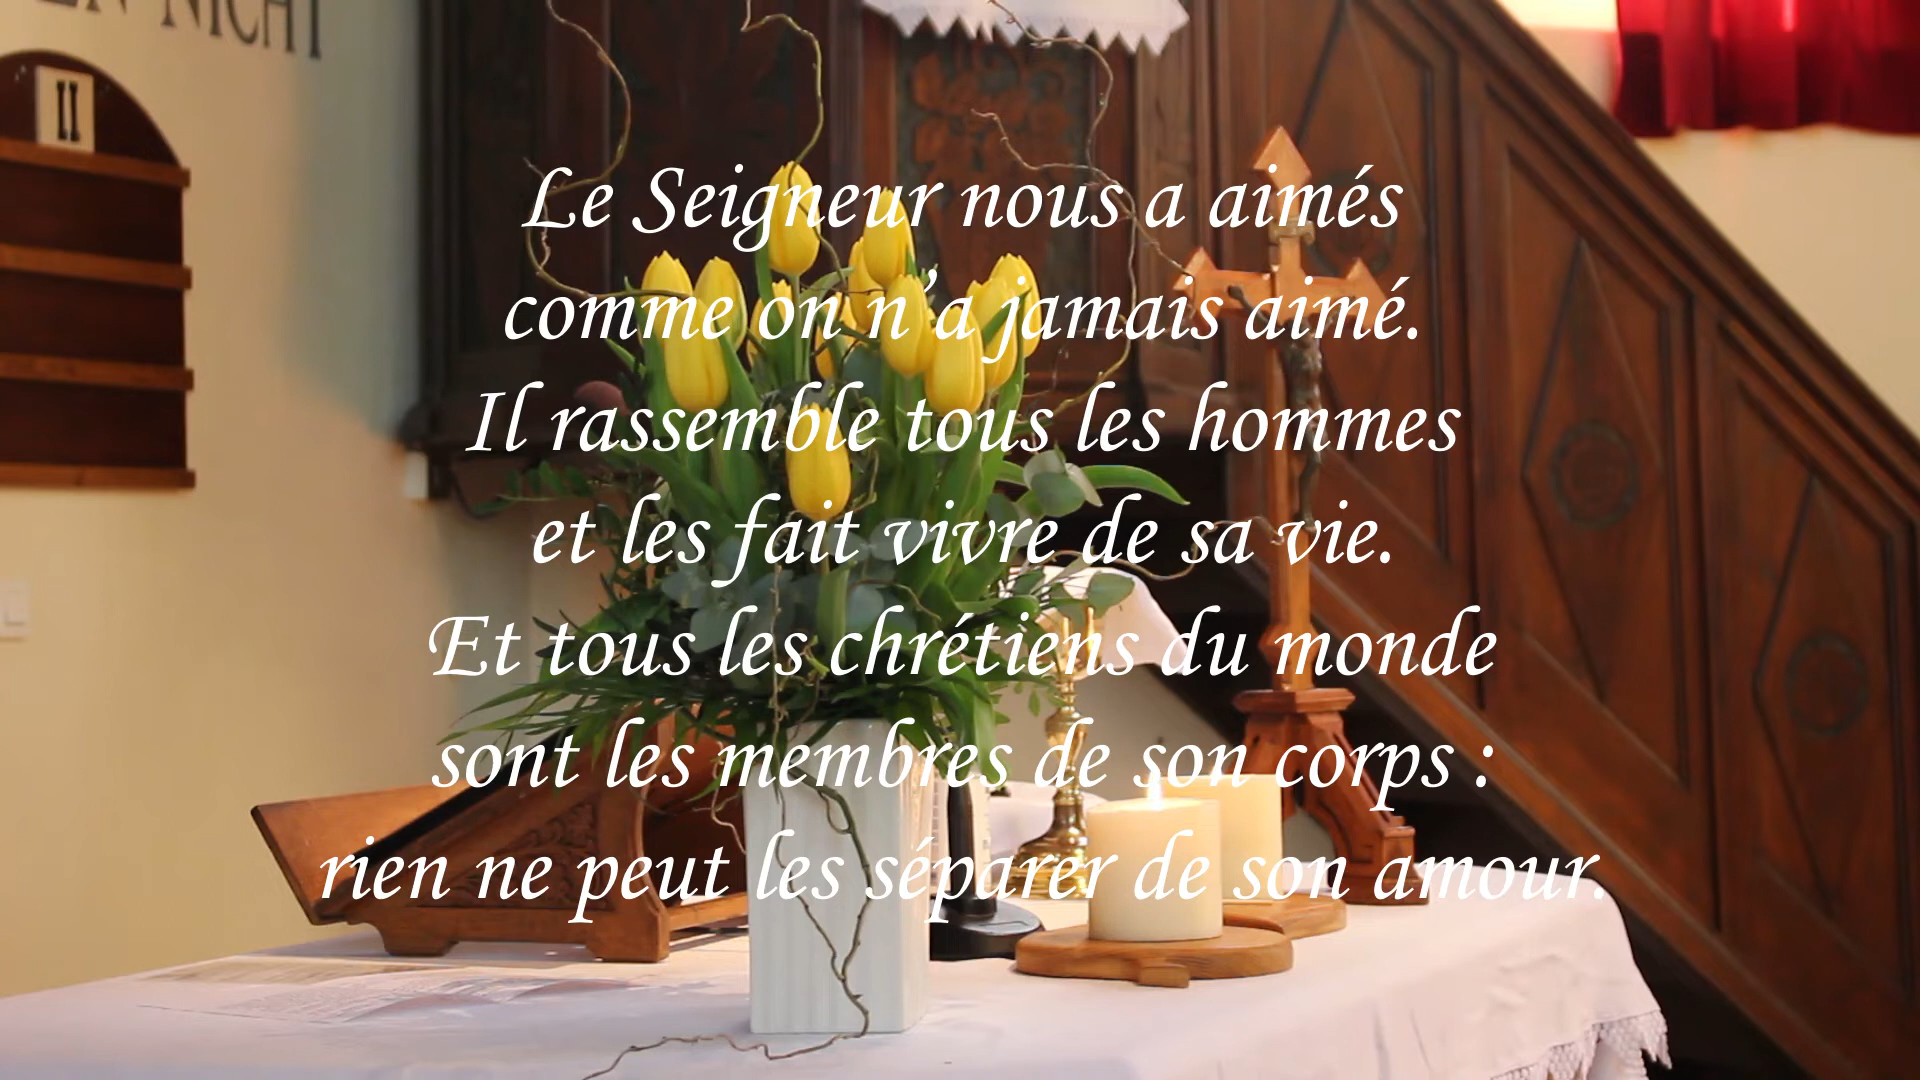 EN NICHT
II
Le Seigneur nous a aimés
comme on n’a jamais aimé.
Il rassemble tous les hommes
et les fait vivre de sa vie.
Et tous les chrétiens du monde
sont les membres de son corps :
rien ne peut les séparer de son amour.